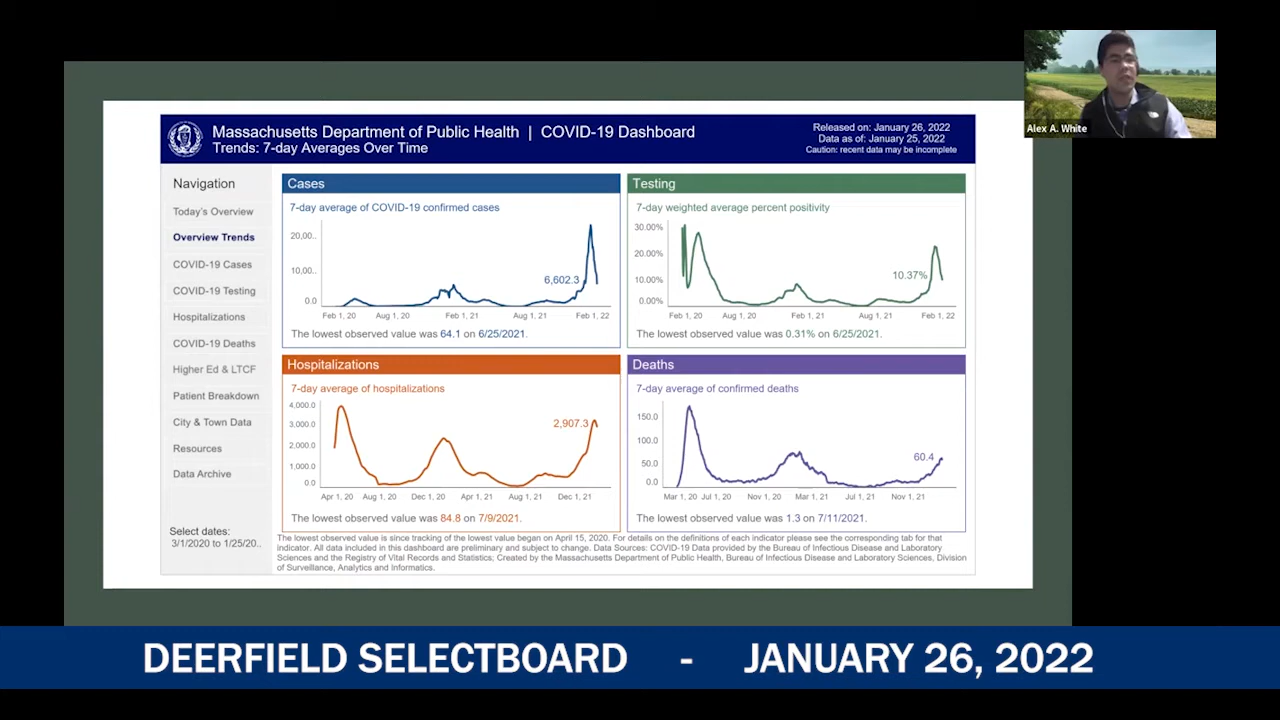 Massachusetts Department of Public Health | COVID-19 Dashboard
Trends: 7-day Averages Over Time
Released on: January 26, 2022
Data as of: January 25, 2022
Caution: recent data may be incomplete
Alex A. White
Navigation
Today's Overview
Overview Trends
COVID-19 Cases
COVID-19 Testing
Hospitalizations
COVID-19 Deaths
Higher Ed & LTCF
Patient Breakdown
City & Town Data
Resources
Data Archive
Select dates:
3/1/2020 to 1/25/20..
Cases
7-day average of COVID-19 confirmed cases
20,00..
10,00..
0.0
6,602.3
Feb 1, 20 Aug 1, 20 Feb 1, 21 Aug 1, 21 Feb 1, 22
The lowest observed value was 64.1 on 6/25/2021.
Testing
7-day weighted average percent positivity
30.00%
20.00%
10.00%
0.00%
10.37%
Feb 1, 20 Aug 1, 20 Feb 1, 21 Aug 1, 21 Feb 1, 22
The lowest observed value was 0.31% on 6/25/2021.
Hospitalizations
7-day average of hospitalizations
4,000.0
3,000.0
2,000.0
1,000.0
0.0
2,907.3
Apr 1, 20 Aug 1, 20 Dec 1, 20 Apr 1, 21 Aug 1, 21 Dec 1, 21
The lowest observed value was 84.8 on 7/9/2021.
Deaths
7-day average of confirmed deaths
150.0
100.0
50.0
0.0
60.4
Mar 1, 20 Jul 1, 20 Nov 1, 20 Mar 1, 21 Jul 1, 21 Nov 1, 21
The lowest observed value was 1.3 on 7/11/2021.
The lowest observed value is since tracking of the lowest value began on April 15, 2020. For details on the definitions of each indicator please see the corresponding tab for that
indicator. All data included in this dashboard are preliminary and subject to change. Data Sources: COVID-19 Data provided by the Bureau of Infectious Disease and Laboratory
Sciences and the Registry of Vital Records and Statistics; Created by the Massachusetts Department of Public Health, Bureau of Infectious Disease and Laboratory Sciences, Division
of Surveillance, Analytics and Informatics.
DEERFIELD SELECTBOARD - JANUARY 26, 2022